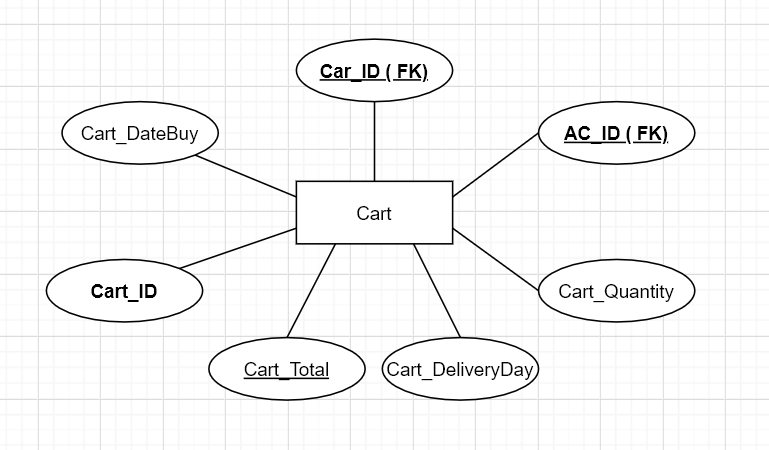 Car_ID ( FK)
Cart_DateBuy
AC_ID ( FK)
Cart
Cart_ID
Cart_Quantity
Cart_Total
Cart_DeliveryDay